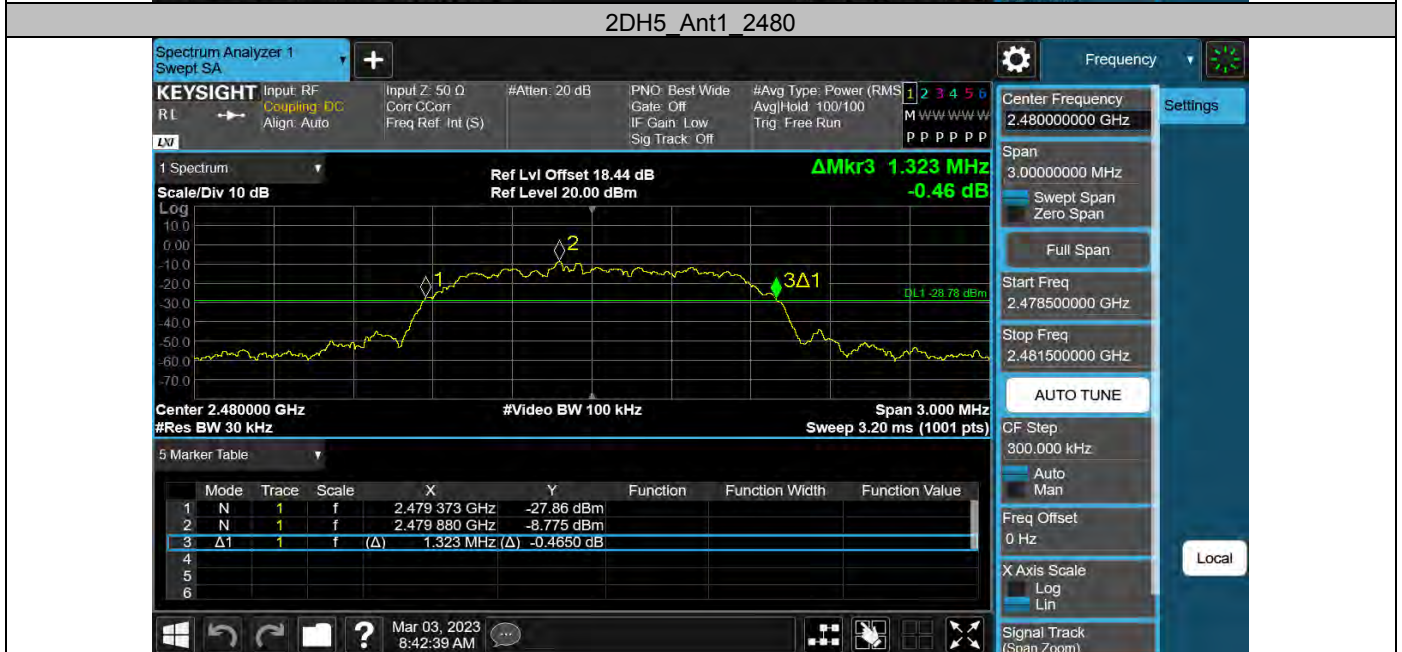 2DH5_Ant1_2480
Spectrum Analyzer 1
Swept SA
+
Frequency
KEYSIGHT
RL
LXI
Input: RF
Coupling: DC
Align: Auto
Input Z: 50 Ω
Corr CCorr
Freq Ref: Int (S)
#Atten: 20 dB
PNO: Best Wide
Gate: Off
IF Gain: Low
Sig Track: Off
#Avg Type: Power (RMS
Avg|Hold: 100/100
Trig: Free Run
1 2 3 4 5 6
M W W W W W
P P P P P P
Center Frequency
2.480000000 GHz
Settings
1 Spectrum
Scale/Div 10 dB
Log
Ref Lvl Offset 18.44 dB
Ref Level 20.00 dBm
ΔMkr3 1.323 MHz
-0.46 dB
10.0
0.00
-10.0
-20.0
-30.0
-40.0
-50.0
-60.0
-70.0
1
2
3Δ1
DL1 -28.78 dBm
Center 2.480000 GHz
#Res BW 30 kHz
#Video BW 100 kHz
Span 3.000 MHz
Sweep 3.20 ms (1001 pts)
Span
3.00000000 MHz
Swept Span
Zero Span
Full Span
Start Freq
2.478500000 GHz
Stop Freq
2.481500000 GHz
AUTO TUNE
CF Step
300.000 kHz
Auto
Man
Freq Offset
0 Hz
X Axis Scale
Log
Lin
Signal Track
(Span Zoom)
Local
5 Marker Table
Mode Trace Scale X Y Function Function Width Function Value
1 N 1 f 2.479 373 GHz -27.86 dBm
2 N 1 f 2.479 880 GHz -8.775 dBm
3 Δ1 1 f (Δ) 1.323 MHz (Δ) -0.4650 dB
4
5
6
?
Mar 03, 2023
8:42:39 AM